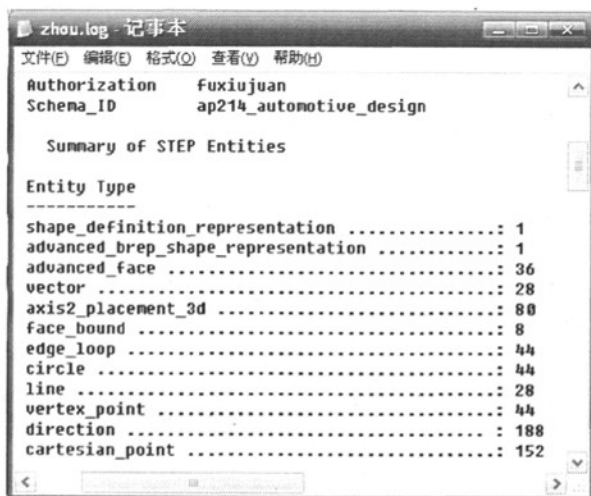 zhou.log - 记事本
文件(F) 编辑(E) 格式(O) 查看(V) 帮助(H)
Authorization fuxiujuan
Schema_ID ap214_automotive_design
Summary of STEP Entities
Entity Type
-----------
shape_definition_representation ...............: 1
advanced_brep_shape_representation ............: 1
advanced_face .................................: 36
vector ........................................: 28
axis2_placement_3d ............................: 80
face_bound ....................................: 8
edge_loop .....................................: 44
circle ........................................: 44
line ..........................................: 28
vertex_point ..................................: 44
direction ..................................... : 188
cartesian_point ...............................: 152